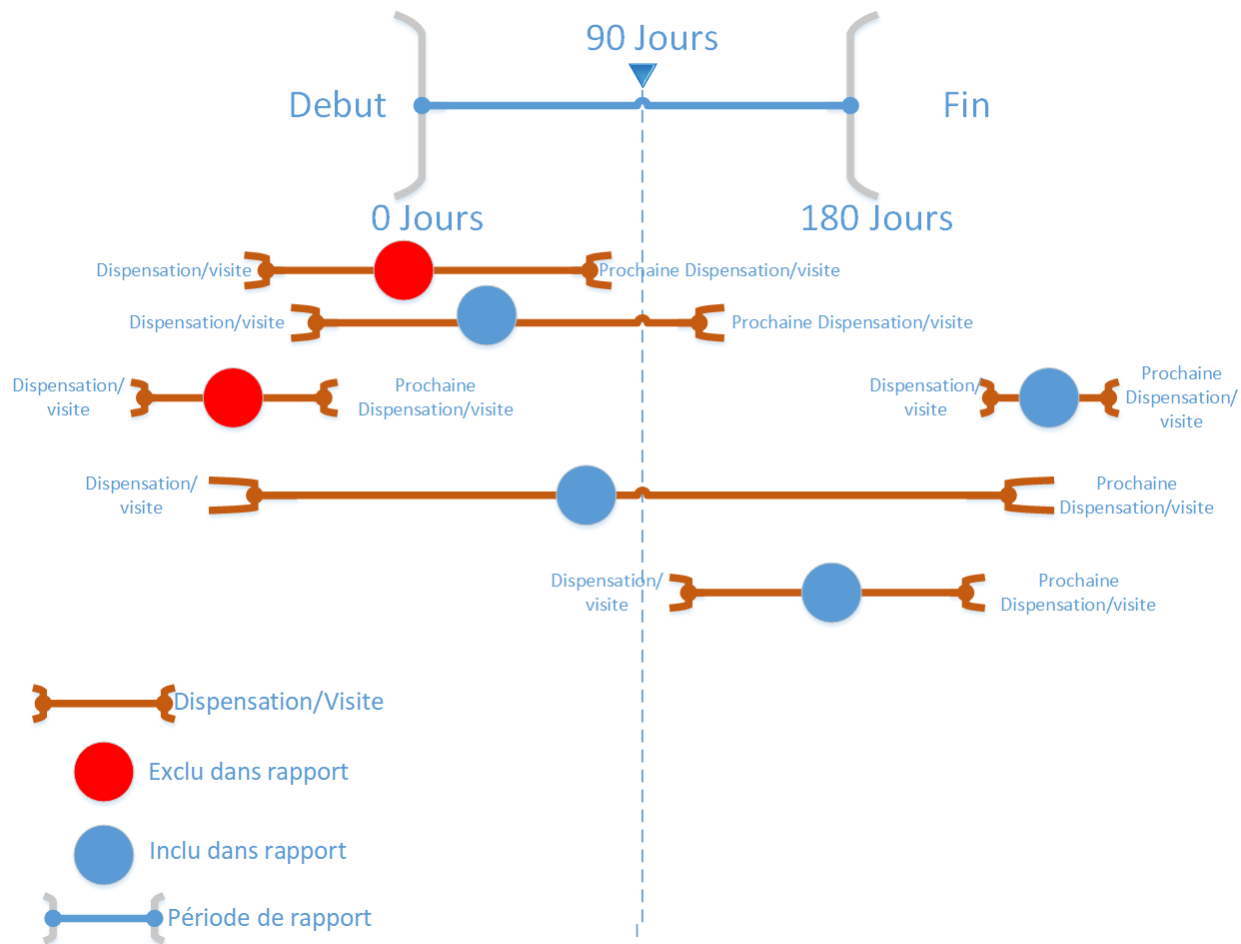 90 Jours
Debut
Fin
0 Jours
180 Jours
Dispensation/visite
Prochaine Dispensation/visite
Dispensation/visite
Prochaine Dispensation/visite
Dispensation/
visite
Prochaine
Dispensation/visite
Dispensation/
visite
Prochaine
Dispensation/
visite
Dispensation/
visite
Prochaine
Dispensation/visite
Dispensation/
visite
Prochaine
Dispensation/visite
Dispensation/Visite
Exclu dans rapport
Inclu dans rapport
Période de rapport